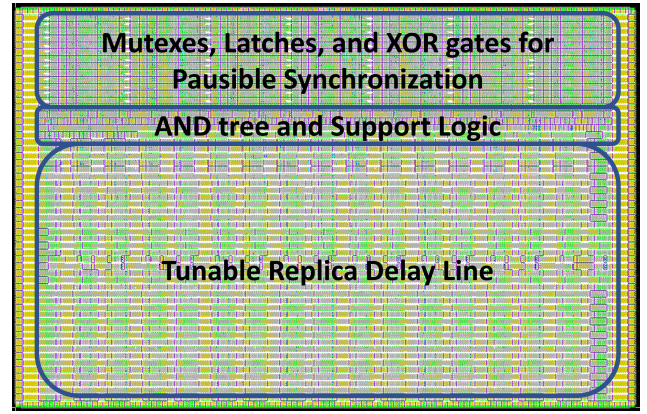 Mutexes, Latches, and XOR gates for
Pausible Synchronization
AND tree and Support Logic
Tunable Replica Delay Line